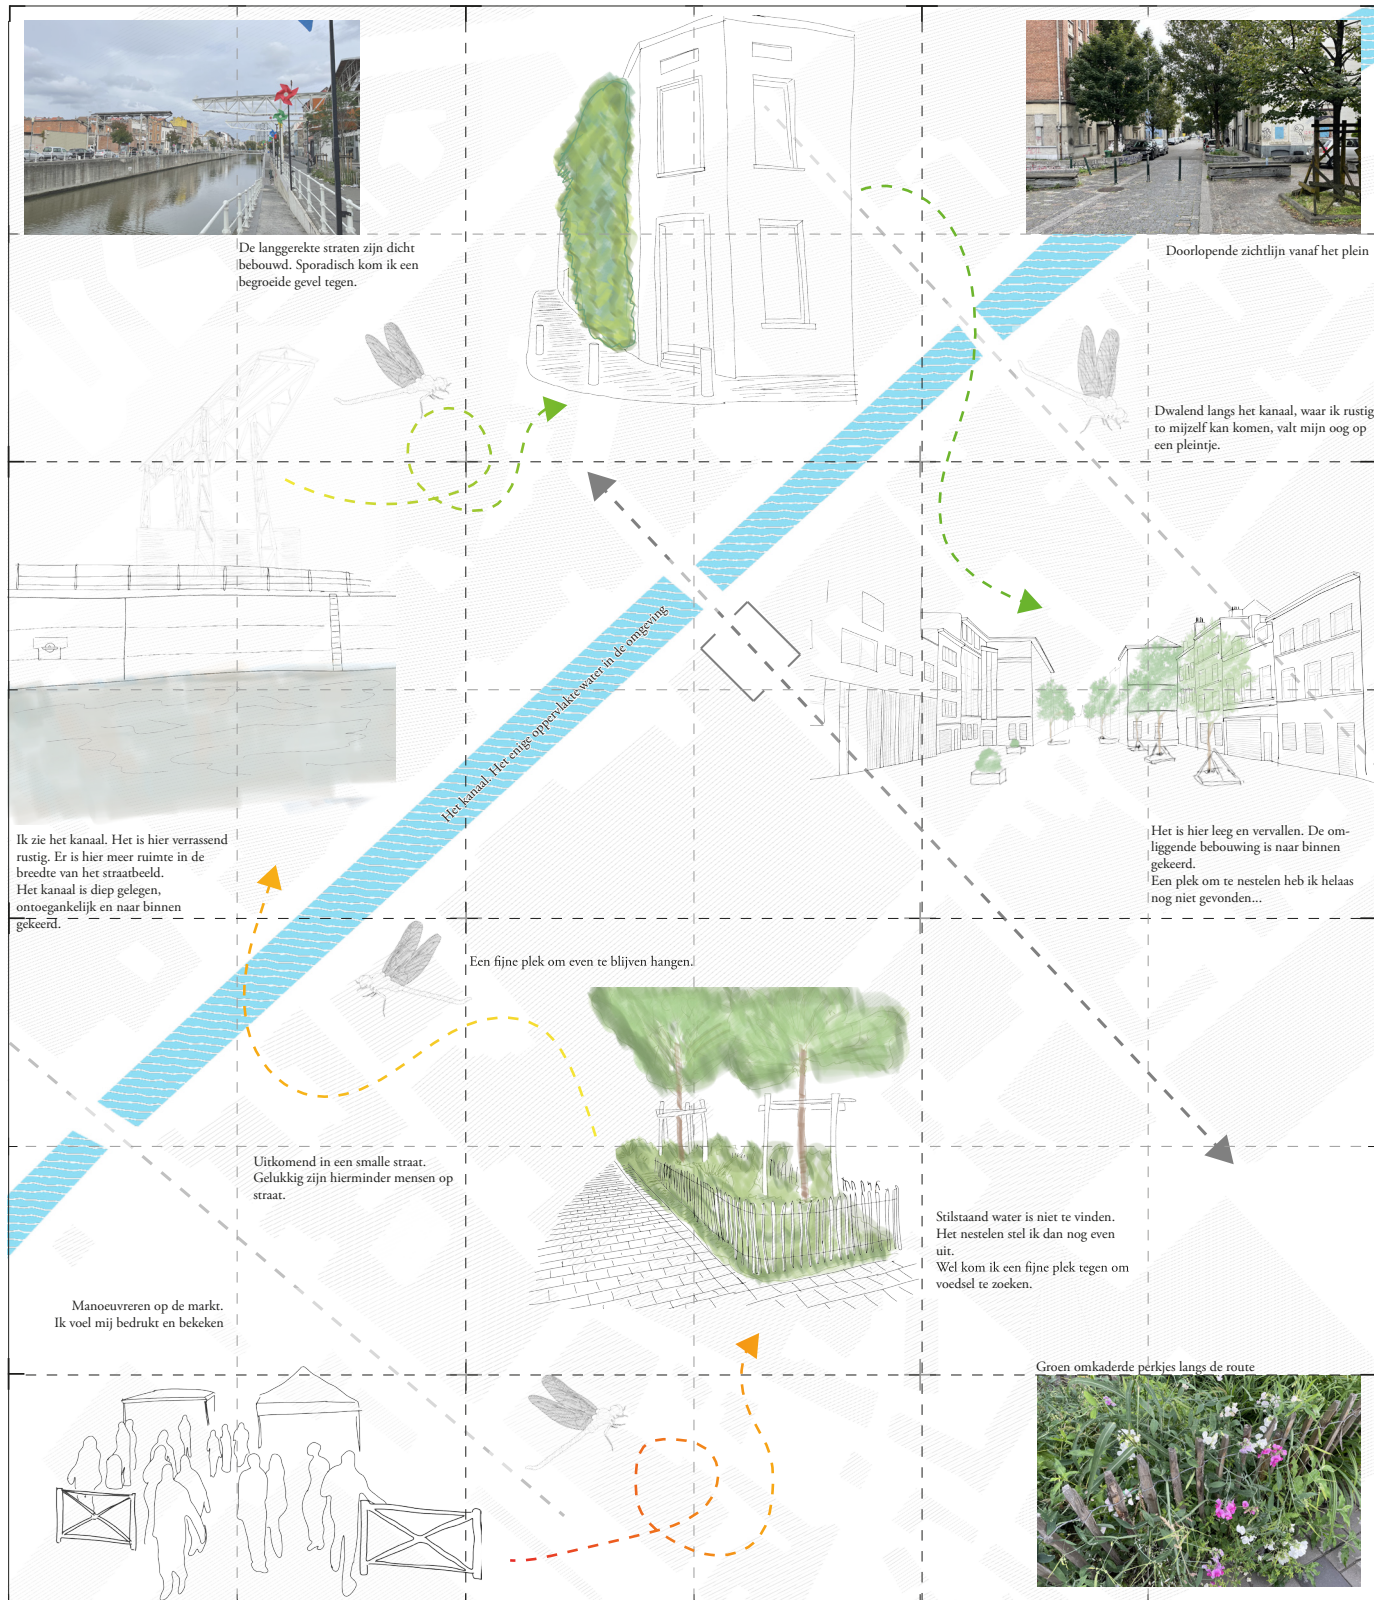 De langgerekte straten zijn dicht
bebouwd. Sporadisch kom ik een
begroeide gevel tegen.
Doorlopende zichtlijn vanaf het plein
Dwalend langs het kanaal, waar ik rustig
to mijzelf kan komen, valt mijn oog op
een pleintje.
Het kanaal. Het enige oppervlakte water in de omgeving
Ik zie het kanaal. Het is hier verrassend
rustig. Er is hier meer ruimte in de
breedte van het straatbeeld.
Het kanaal is diep gelegen,
ontoegankelijk en naar binnen
gekeerd.
Het is hier leeg en vervallen. De om-
liggende bebouwing is naar binnen
gekeerd.
Een plek om te nestelen heb ik helaas
nog niet gevonden...
Een fijne plek om even te blijven hangen.
Uitkomend in een smalle straat.
Gelukkig zijn hierminder mensen op
straat.
Stilstaand water is niet te vinden.
Het nestelen stel ik dan nog even
uit.
Wel kom ik een fijne plek tegen om
voedsel te zoeken.
Manoeuvreren op de markt.
Ik voel mij bedrukt en bekeken
Groen omkaderde perkjes langs de route